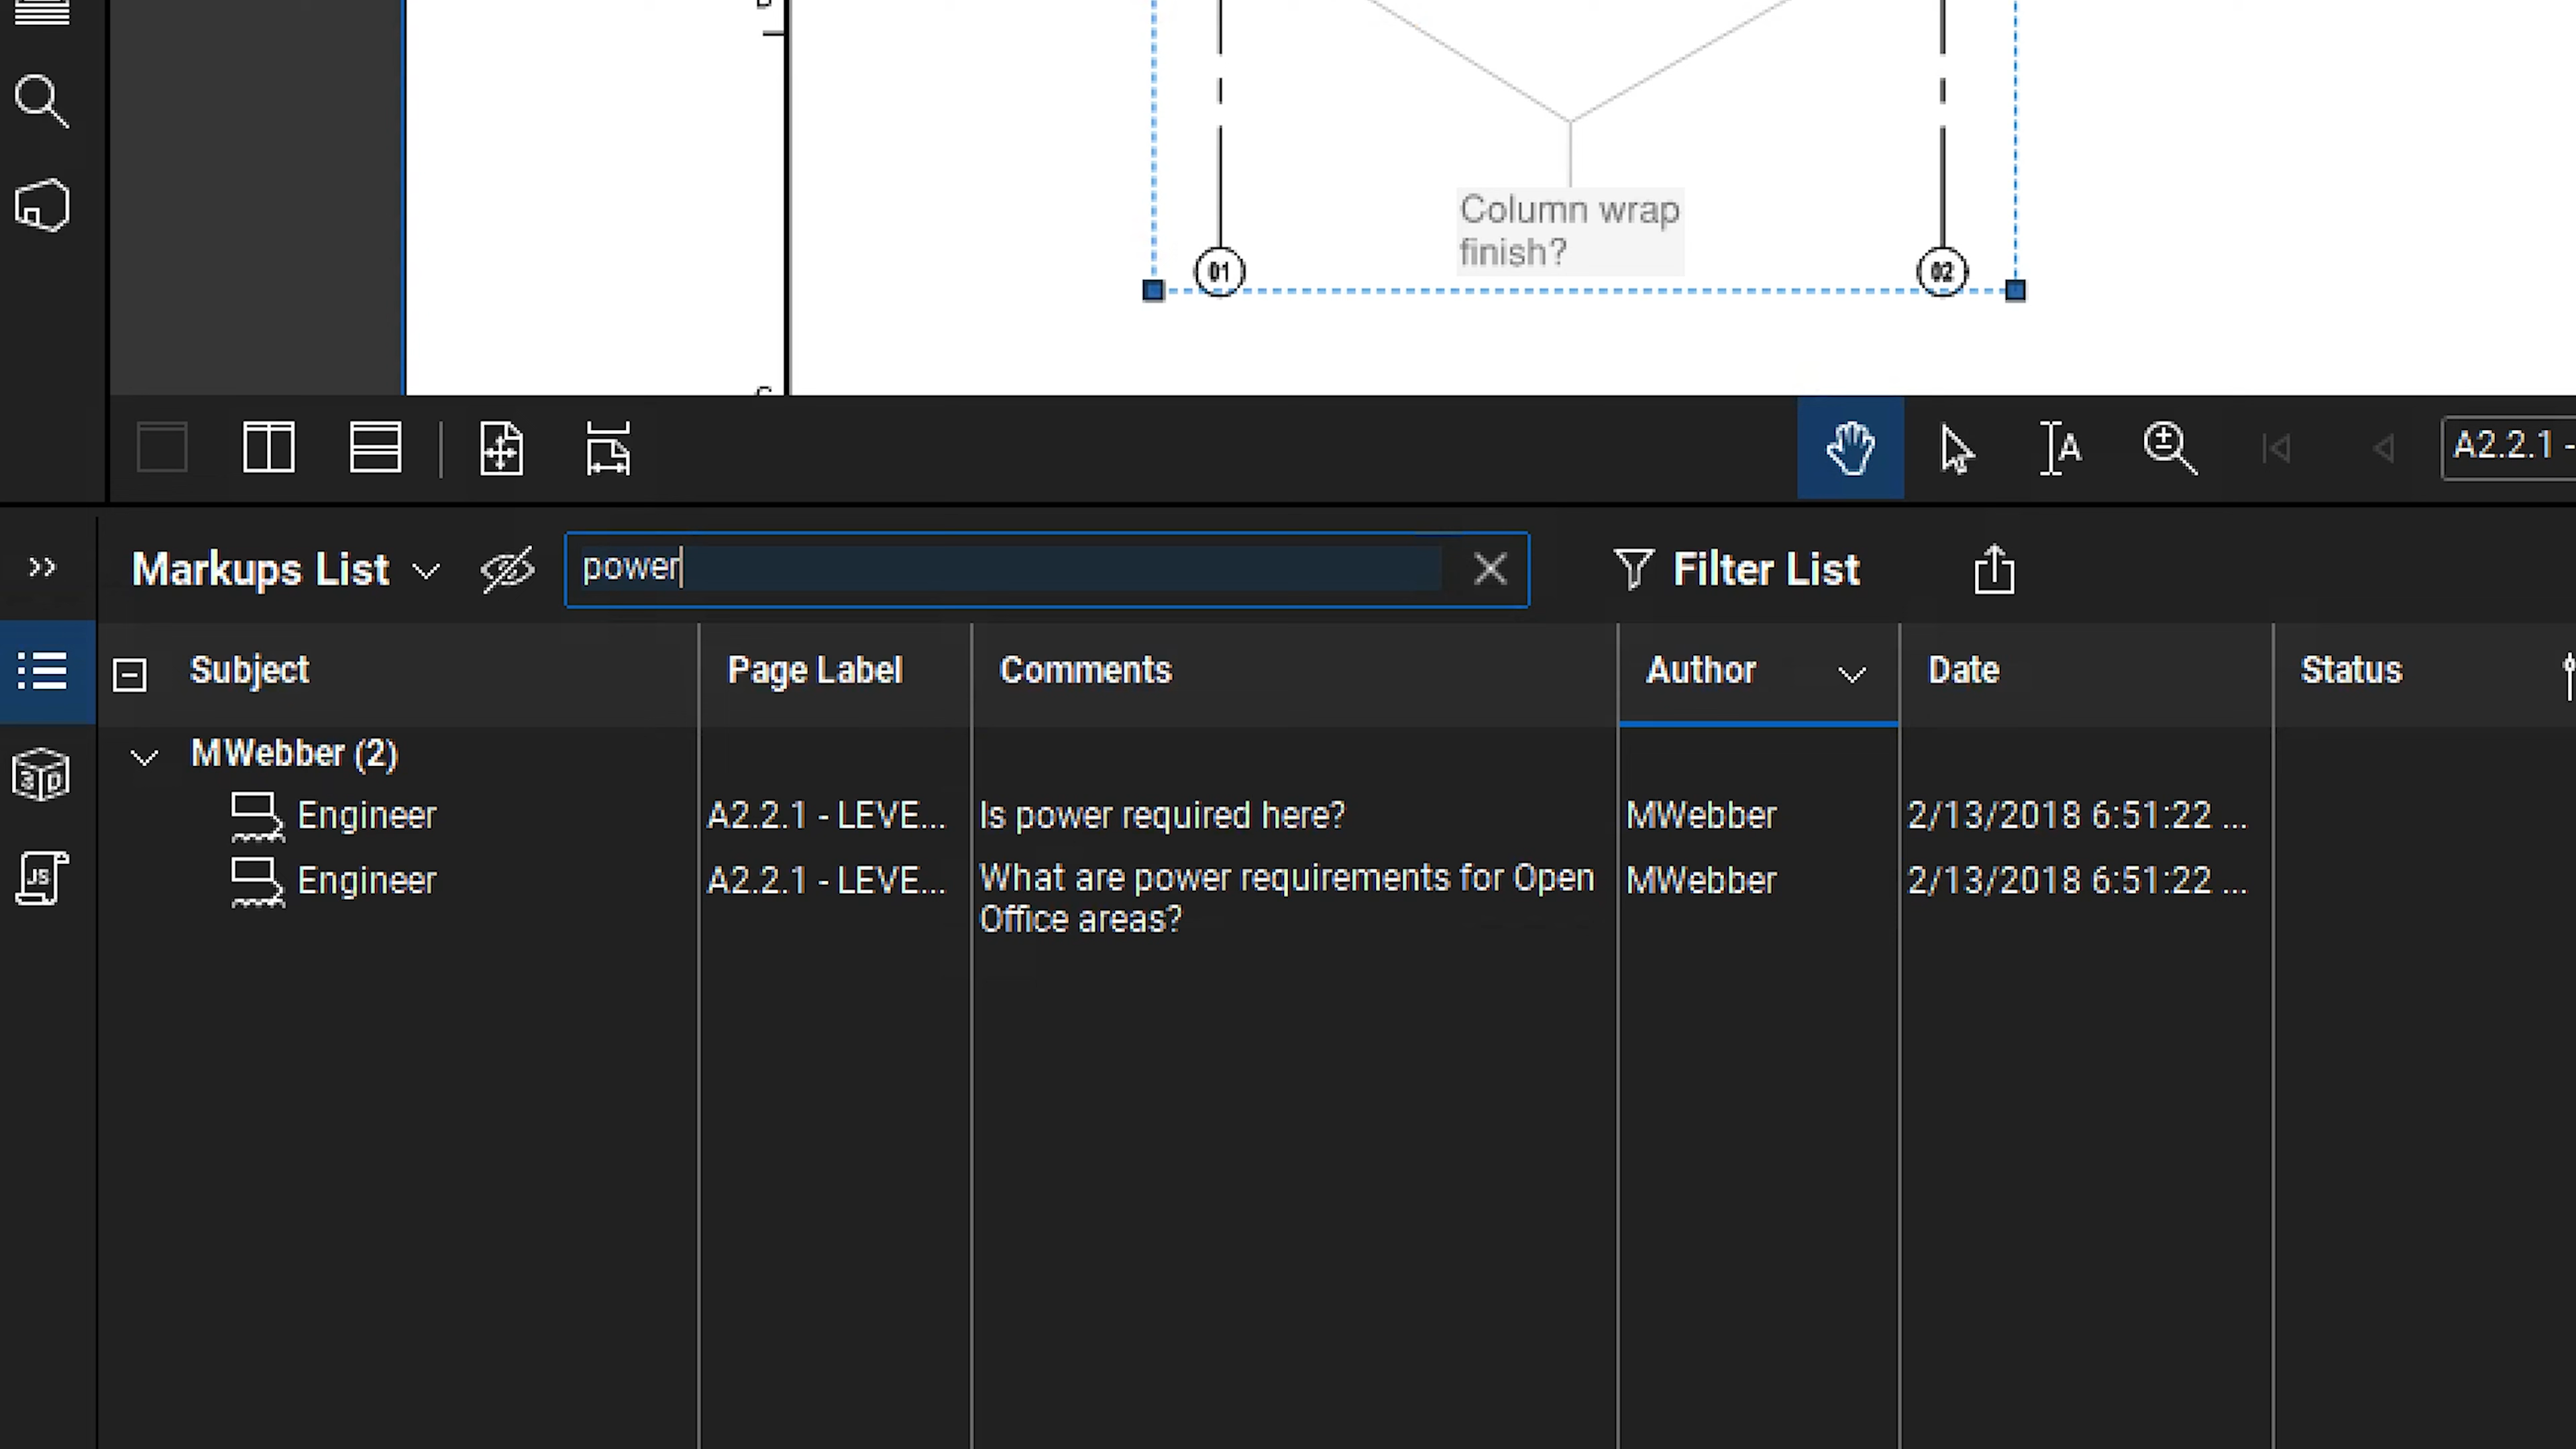 Column wrap
finish?
01
02
A2.2.1 -
Markups List
power
Filter List
Subject
Page Label
Comments
Author
Date
Status
MWebber (2)
Engineer
A2.2.1 - LEVE...
Is power required here?
MWebber
2/13/2018 6:51:22 ...
Engineer
A2.2.1 - LEVE...
What are power requirements for Open
Office areas?
MWebber
2/13/2018 6:51:22 ...
3D
JS
A